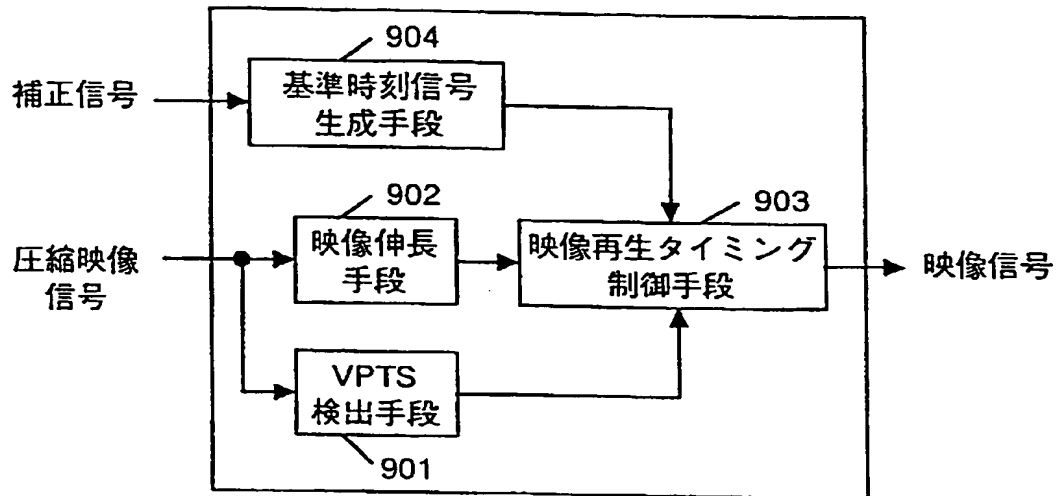 904
補正信号
基準時刻信号
生成手段
902
903
圧縮映像
信号
映像伸長
手段
映像再生タイミング
制御手段
映像信号
VPTS
検出手段
901